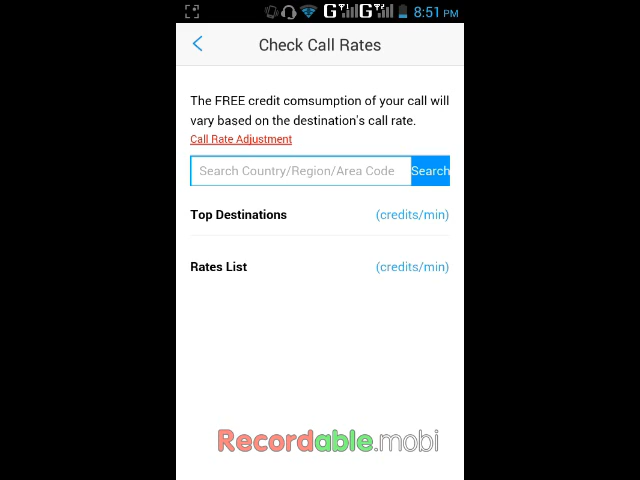 G G 8:51 PM
Check Call Rates
The FREE credit comsumption of your call will
vary based on the destination's call rate.
Call Rate Adjustment
Search Country/Region/Area Code Search
Top Destinations (credits/min)
Rates List (credits/min)
Recordable.mobi